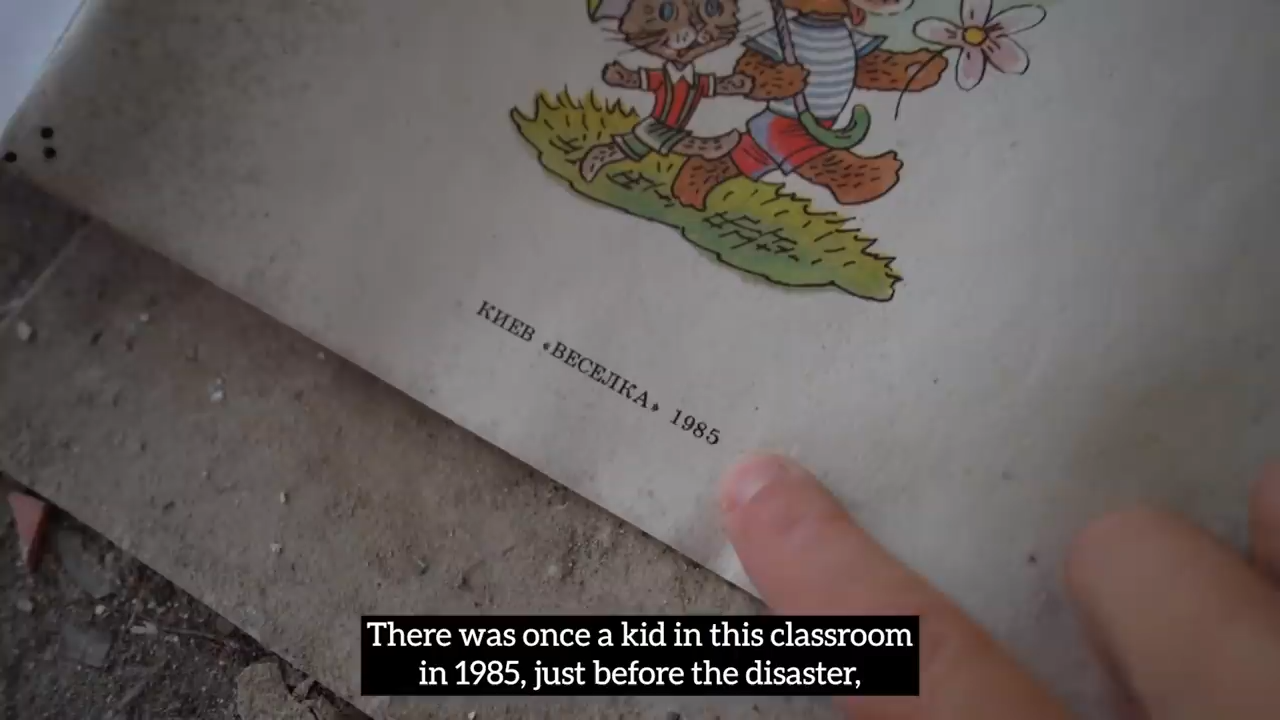 КИЕВ «ВЕСЕЛКА» 1985
There was once a kid in this classroom
in 1985, just before the disaster,